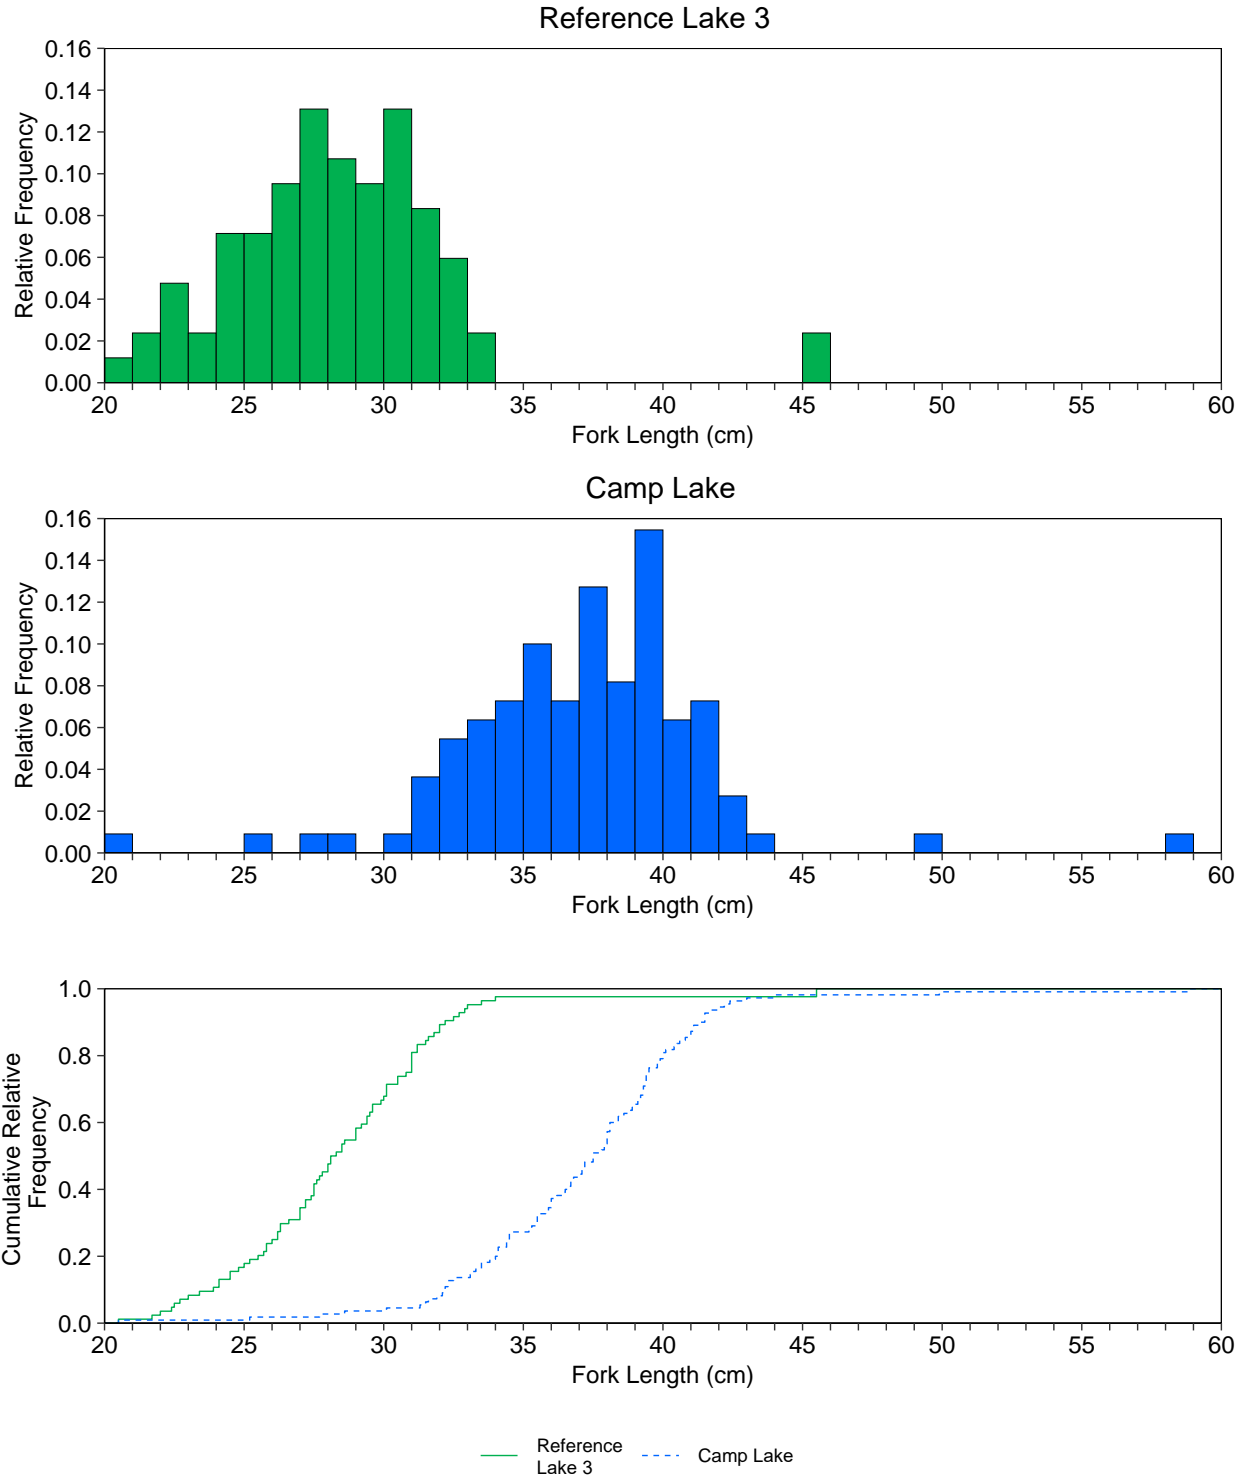 Reference Lake 3
Relative Frequency
0.16
0.14
0.12
0.10
0.08
0.06
0.04
0.02
0.00
20 25 30 35 40 45 50 55 60
Fork Length (cm)
Camp Lake
Relative Frequency
0.16
0.14
0.12
0.10
0.08
0.06
0.04
0.02
0.00
20 25 30 35 40 45 50 55 60
Fork Length (cm)
Cumulative Relative
Frequency
1.0
0.8
0.6
0.4
0.2
0.0
20 25 30 35 40 45 50 55 60
Fork Length (cm)
Reference
Lake 3
Camp Lake